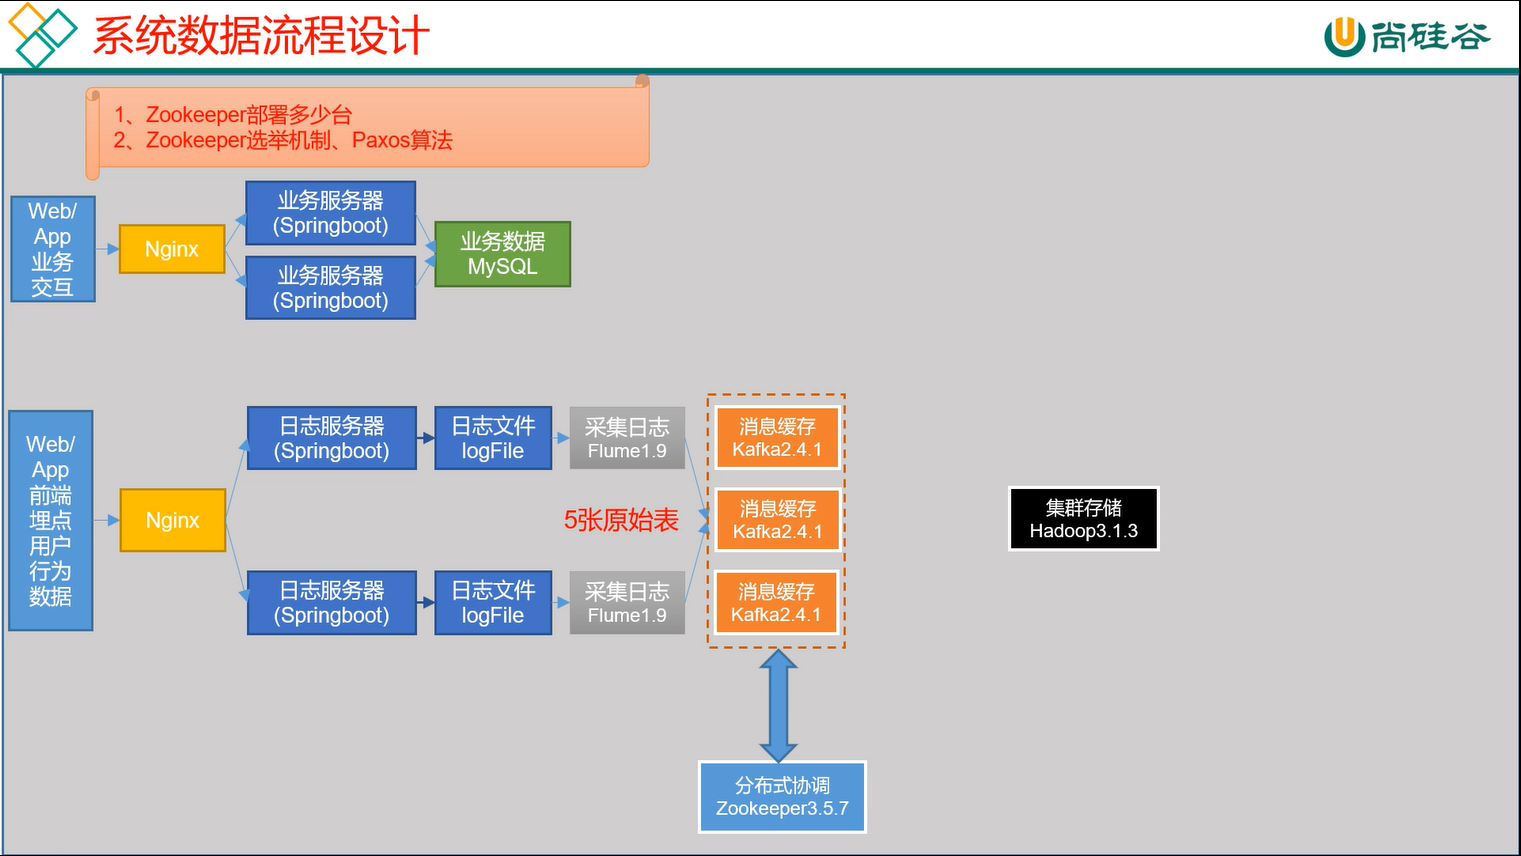 系统数据流程设计
尚硅谷
1、Zookeeper部署多少台
2、Zookeeper选举机制、Paxos算法
Web/
App
业务
交互
Nginx
业务服务器
(Springboot)
业务服务器
(Springboot)
业务数据
MySQL
Web/
App
前端
埋点
用户
行为
数据
Nginx
日志服务器
(Springboot)
日志文件
logFile
采集日志
Flume1.9
消息缓存
Kafka2.4.1
5张原始表
消息缓存
Kafka2.4.1
集群存储
Hadoop3.1.3
日志服务器
(Springboot)
日志文件
logFile
采集日志
Flume1.9
消息缓存
Kafka2.4.1
分布式协调
Zookeeper3.5.7